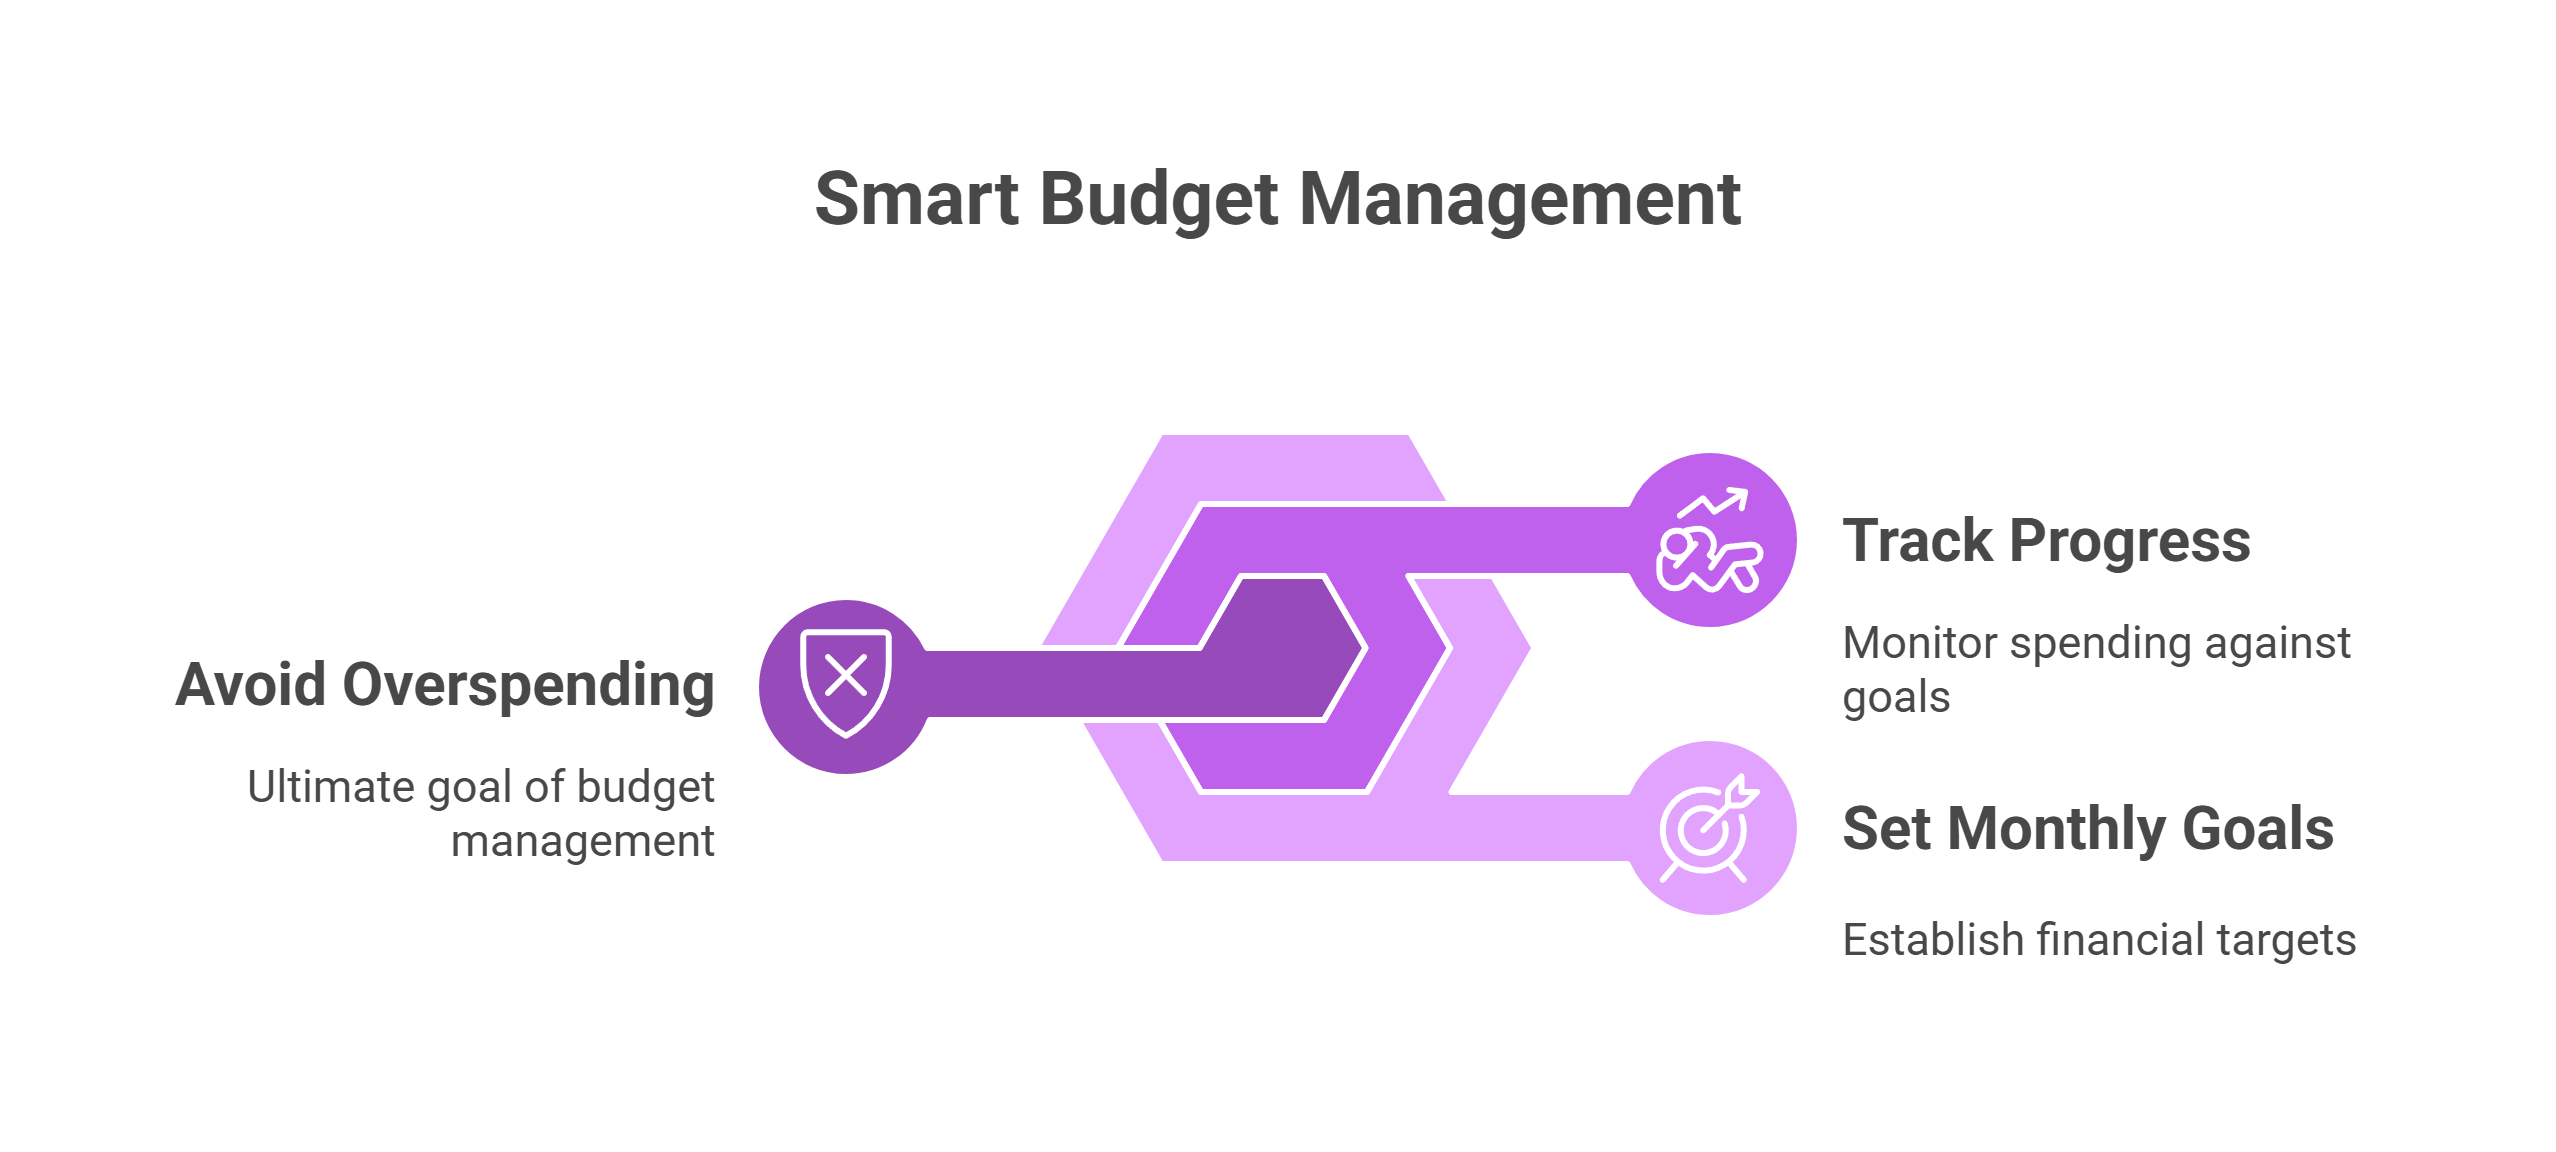 Smart Budget Management
Avoid Overspending
Ultimate goal of budget
management
Track Progress
Monitor spending against
goals
Set Monthly Goals
Establish financial targets